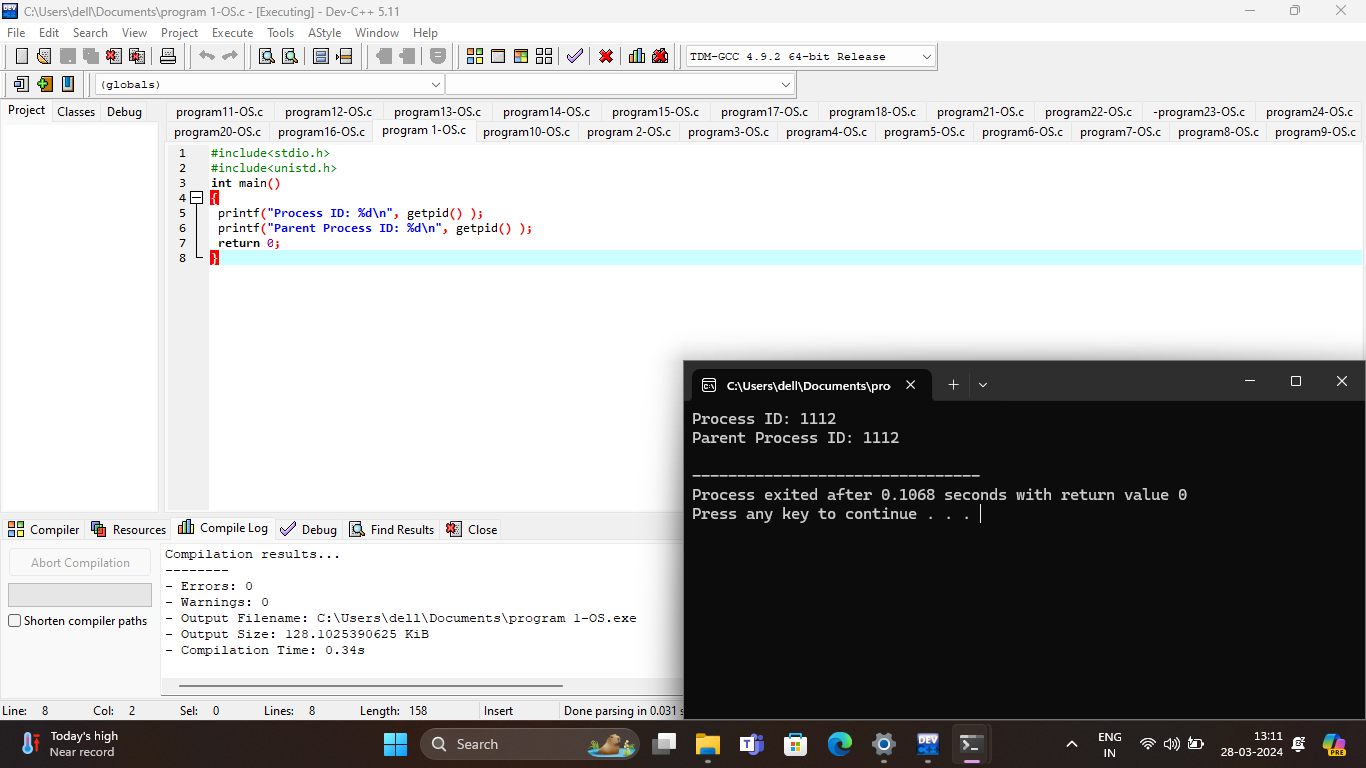 C:\Users\dell\Documents\program 1-OS.c - [Executing] - Dev-C++ 5.11
File Edit Search View Project Execute Tools AStyle Window Help
TDM-GCC 4.9.2 64-bit Release
(globals)
Project Classes Debug
program11-OS.c program12-OS.c program13-OS.c program14-OS.c program15-OS.c program17-OS.c program18-OS.c program21-OS.c program22-OS.c -program23-OS.c program24-OS.c
program20-OS.c program16-OS.c program 1-OS.c program10-OS.c program 2-OS.c program3-OS.c program4-OS.c program5-OS.c program6-OS.c program7-OS.c program8-OS.c program9-OS.c
1 #include<stdio.h>
2 #include<unistd.h>
3 int main()
4 {
5 printf("Process ID: %d\n", getpid() );
6 printf("Parent Process ID: %d\n", getpid() );
7 return 0;
8 }
C:\Users\dell\Documents\pro
Process ID: 1112
Parent Process ID: 1112
--------------------------------
Process exited after 0.1068 seconds with return value 0
Press any key to continue . . .
Compiler Resources Compile Log Debug Find Results Close
Abort Compilation
Shorten compiler paths
Compilation results...
--------
- Errors: 0
- Warnings: 0
- Output Filename: C:\Users\dell\Documents\program 1-OS.exe
- Output Size: 128.1025390625 KiB
- Compilation Time: 0.34s
Line: 8 Col: 2 Sel: 0 Lines: 8 Length: 158 Insert Done parsing in 0.031 s
Today's high
Near record
Search
DEV
ENG
IN
13:11
28-03-2024
PRE